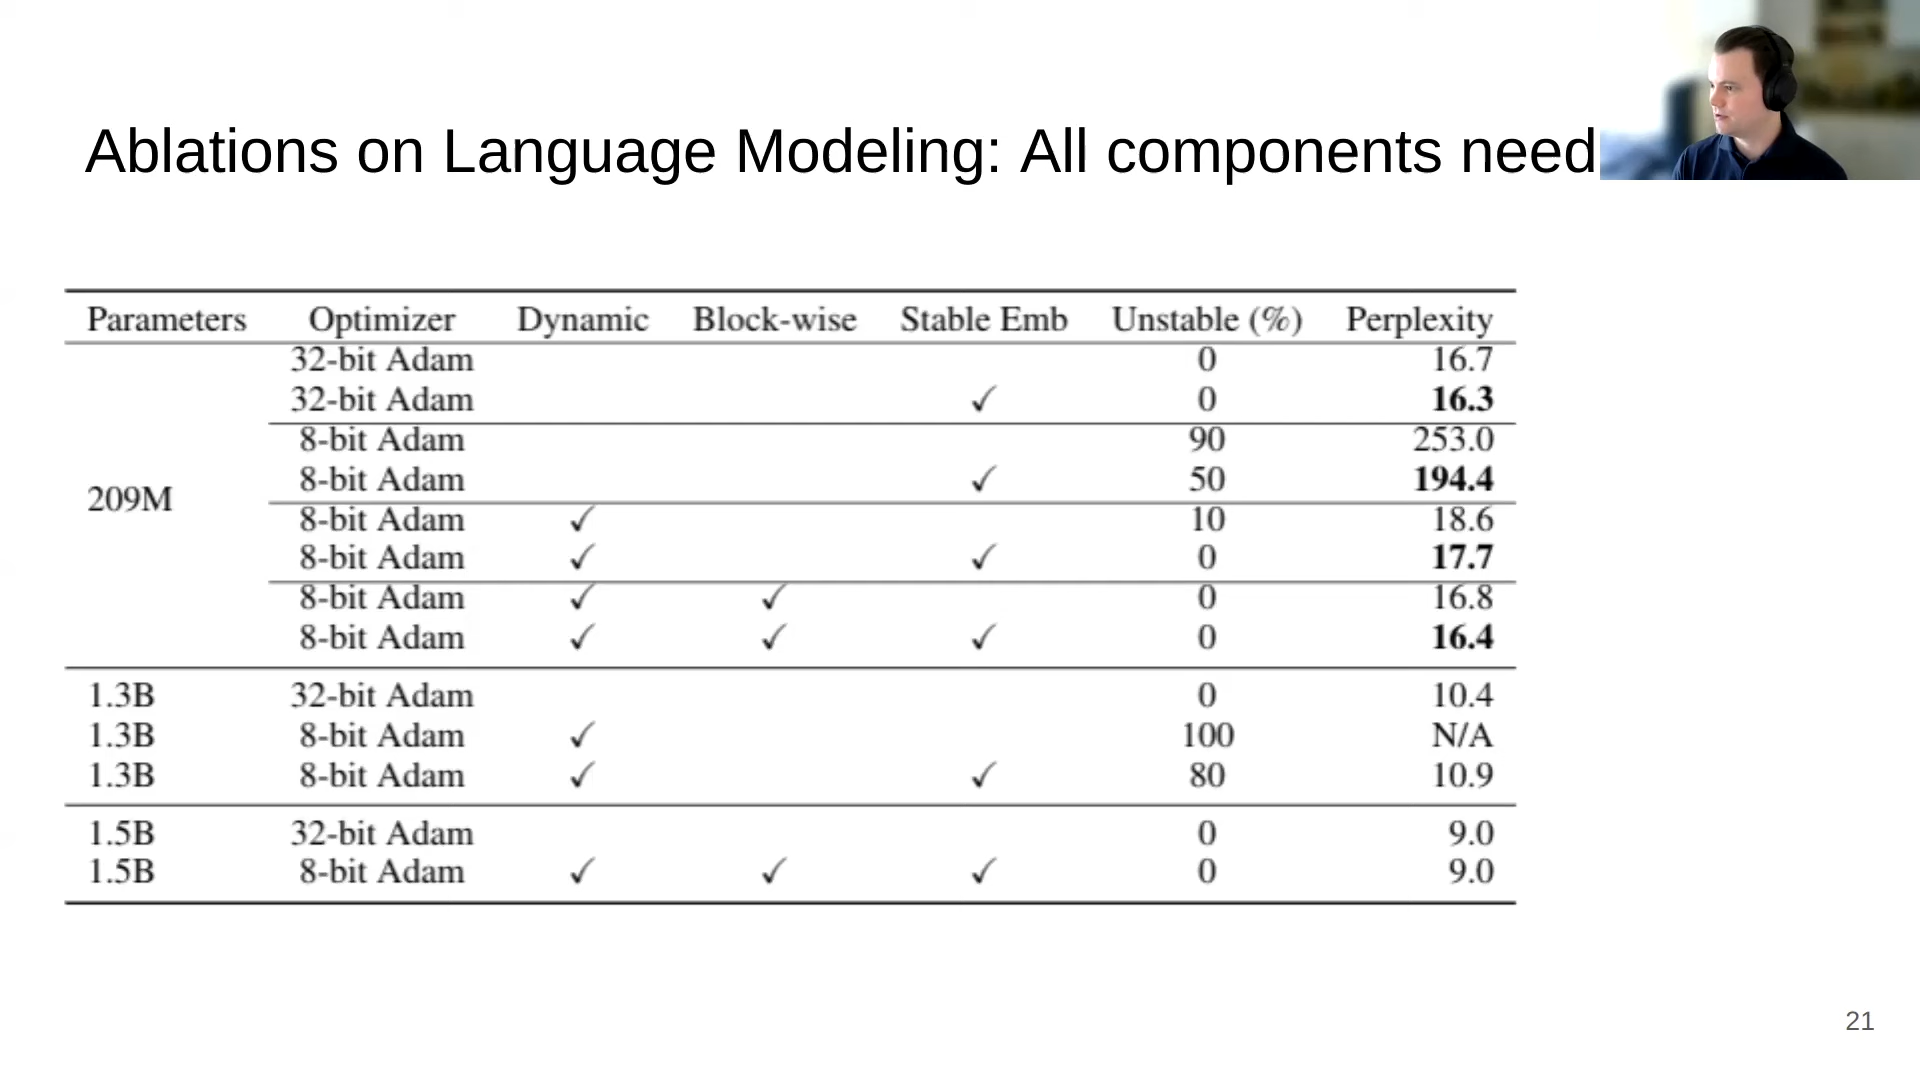 Ablations on Language Modeling: All components need
Parameters Optimizer Dynamic Block-wise Stable Emb Unstable (%) Perplexity
32-bit Adam 0 16.7
32-bit Adam ✓ 0 16.3
8-bit Adam 90 253.0
8-bit Adam ✓ 50 194.4
209M
8-bit Adam ✓ 10 18.6
8-bit Adam ✓ ✓ 0 17.7
8-bit Adam ✓ ✓ 0 16.8
8-bit Adam ✓ ✓ ✓ 0 16.4
1.3B 32-bit Adam 0 10.4
1.3B 8-bit Adam ✓ 100 N/A
1.3B 8-bit Adam ✓ ✓ 80 10.9
1.5B 32-bit Adam 0 9.0
1.5B 8-bit Adam ✓ ✓ ✓ 0 9.0
21